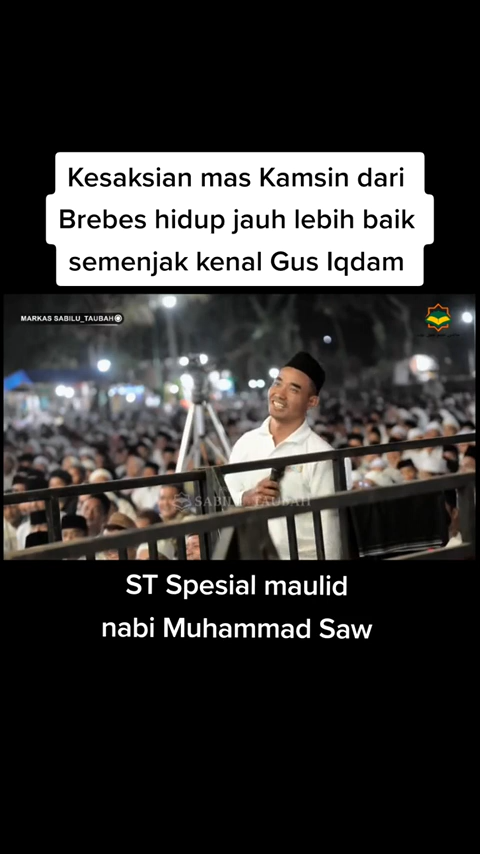 Kesaksian mas Kamsin dari
Brebes hidup jauh lebih baik
semenjak kenal Gus Iqdam
MARKAS SABILU_TAUBAH
SABILU_TAUBAH
ST Spesial maulid
nabi Muhammad Saw